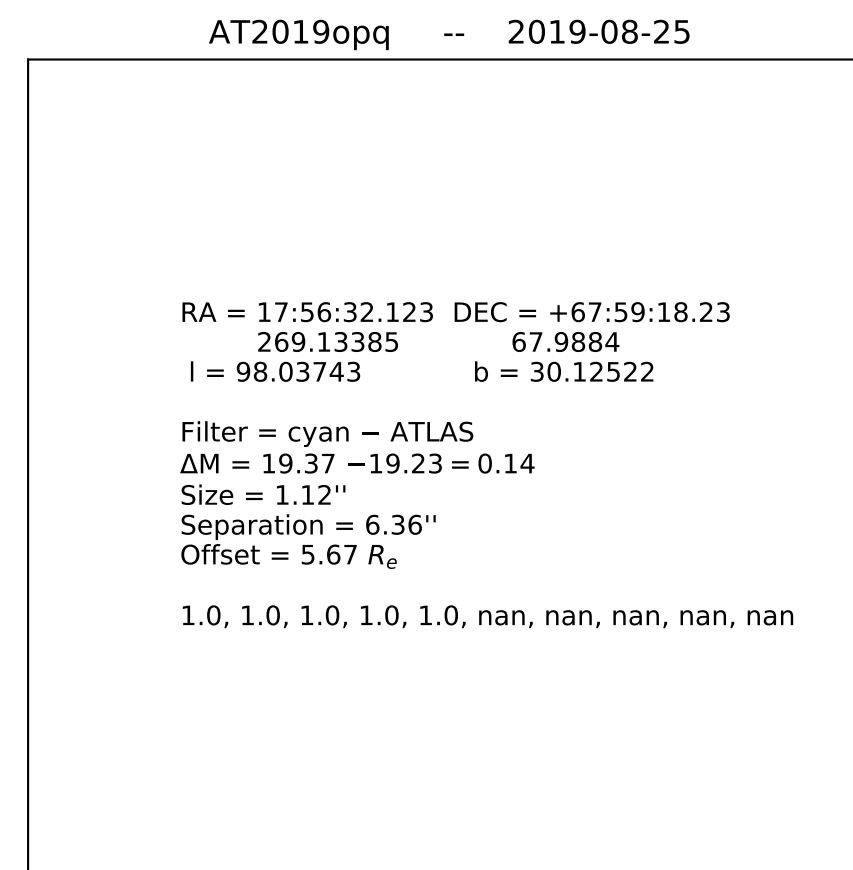 AT2019opq -- 2019-08-25
RA = 17:56:32.123 DEC = +67:59:18.23
269.13385 67.9884
l = 98.03743 b = 30.12522
Filter = cyan − ATLAS
ΔM = 19.37 −19.23 = 0.14
Size = 1.12''
Separation = 6.36''
Offset = 5.67 Re
1.0, 1.0, 1.0, 1.0, 1.0, nan, nan, nan, nan, nan